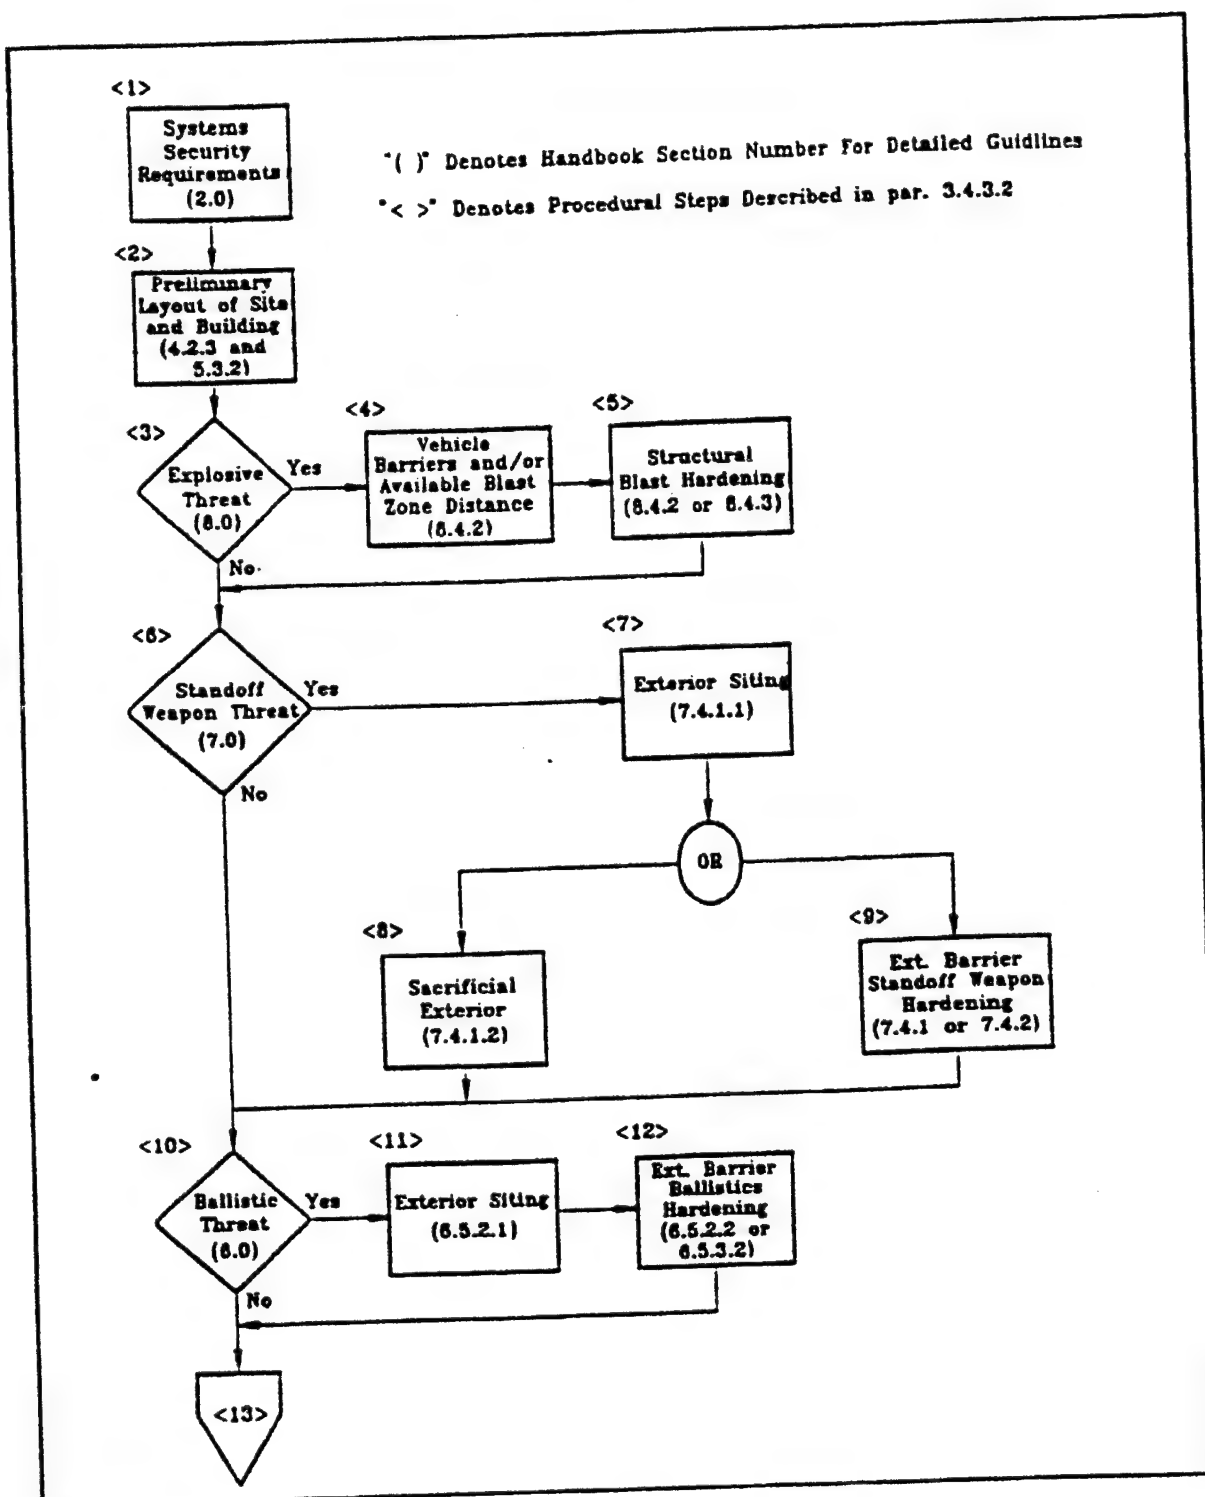 <1>
Systems
Security
Requirements
(2.0)
"( )" Denotes Handbook Section Number For Detailed Guidlines
"< >" Denotes Procedural Steps Described in par. 3.4.3.2
<2>
Preliminary
Layout of Site
and Building
(4.2.3 and
5.3.2)
<3>
Explosive
Threat
(8.0)
Yes
No
<4>
Vehicle
Barriers and/or
Available Blast
Zone Distance
(8.4.2)
<5>
Structural
Blast Hardening
(8.4.2 or 8.4.3)
<6>
Standoff
Weapon Threat
(7.0)
Yes
No
<7>
Exterior Siting
(7.4.1.1)
OR
<8>
Sacrificial
Exterior
(7.4.1.2)
<9>
Ext. Barrier
Standoff Weapon
Hardening
(7.4.1 or 7.4.2)
<10>
Ballistic
Threat
(6.0)
Yes
No
<11>
Exterior Siting
(6.5.2.1)
<12>
Ext. Barrier
Ballistics
Hardening
(6.5.2.2 or
6.5.3.2)
<13>